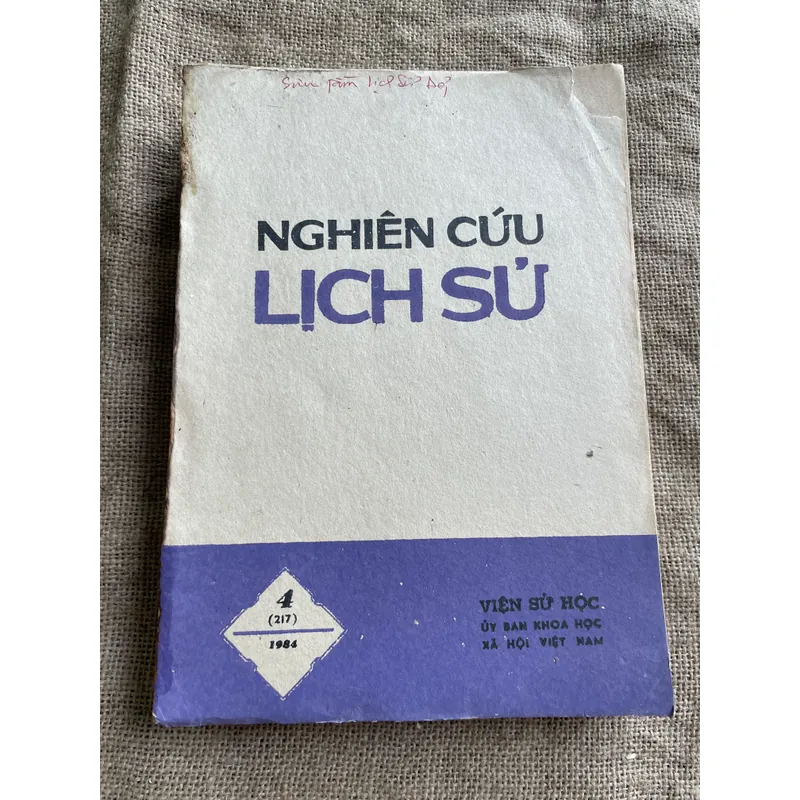 Sưu tầm lịch sử Đỏ
NGHIÊN CỨU
LỊCH SỬ
4
(217)
1984
VIỆN SỬ HỌC
ỦY BAN KHOA HỌC
XÃ HỘI VIỆT NAM